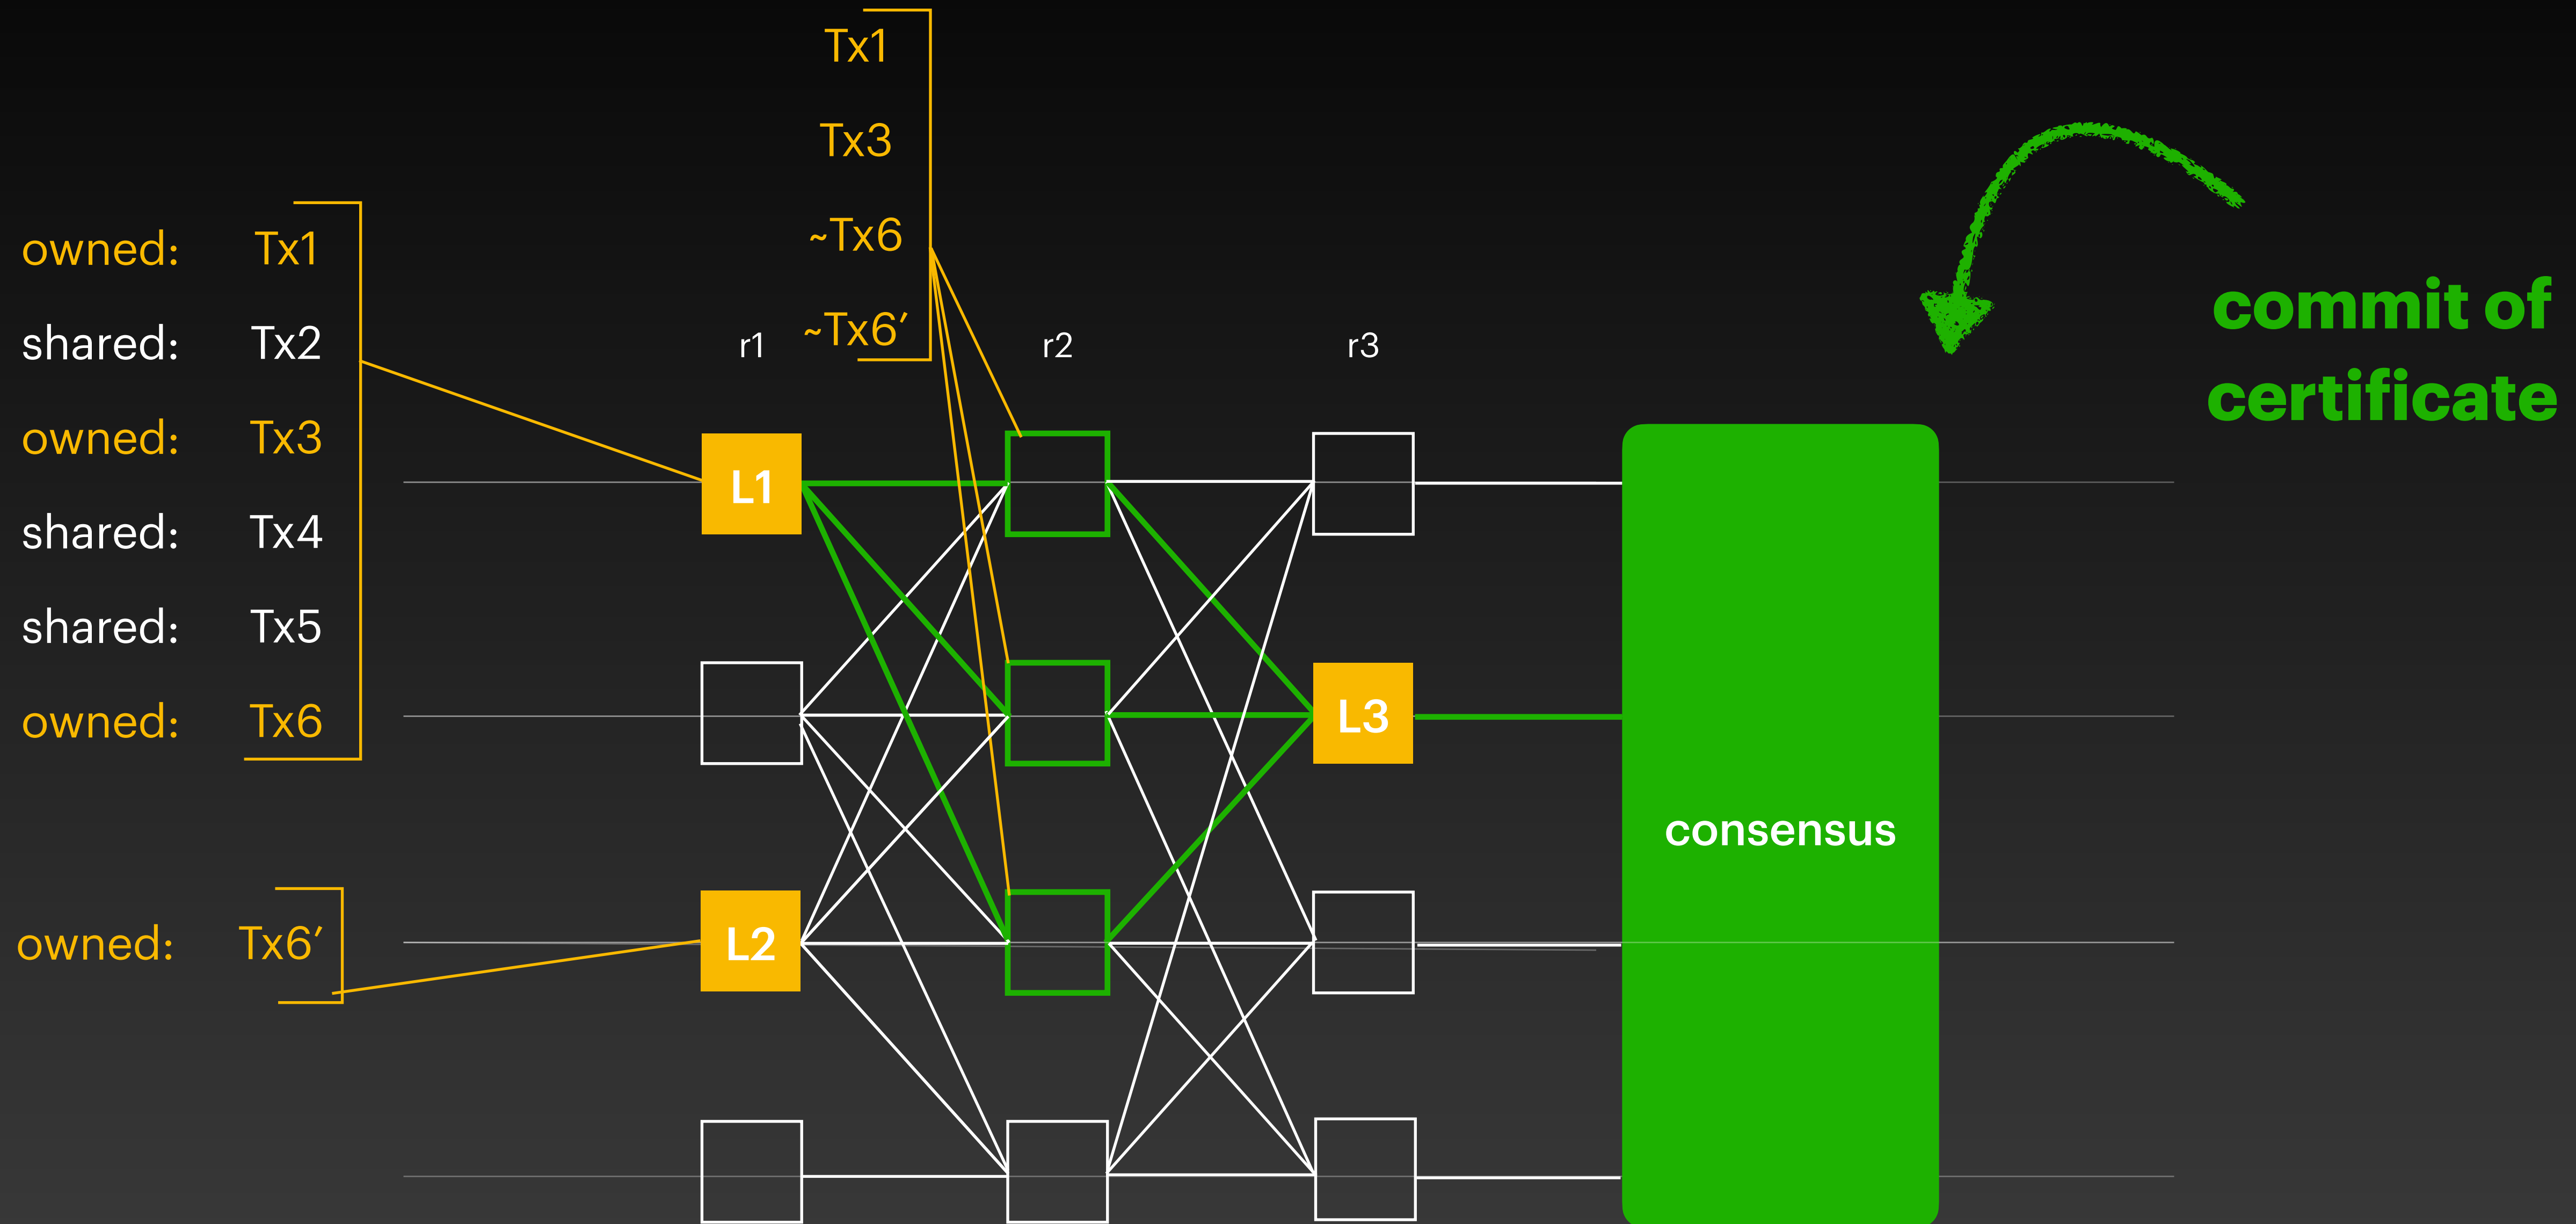 Tx1
Tx3
~Tx6
~Tx6′
owned: Tx1
shared: Tx2
owned: Tx3
shared: Tx4
shared: Tx5
owned: Tx6
owned: Tx6′
r1
r2
r3
L1
L3
L2
consensus
commit of
certificate